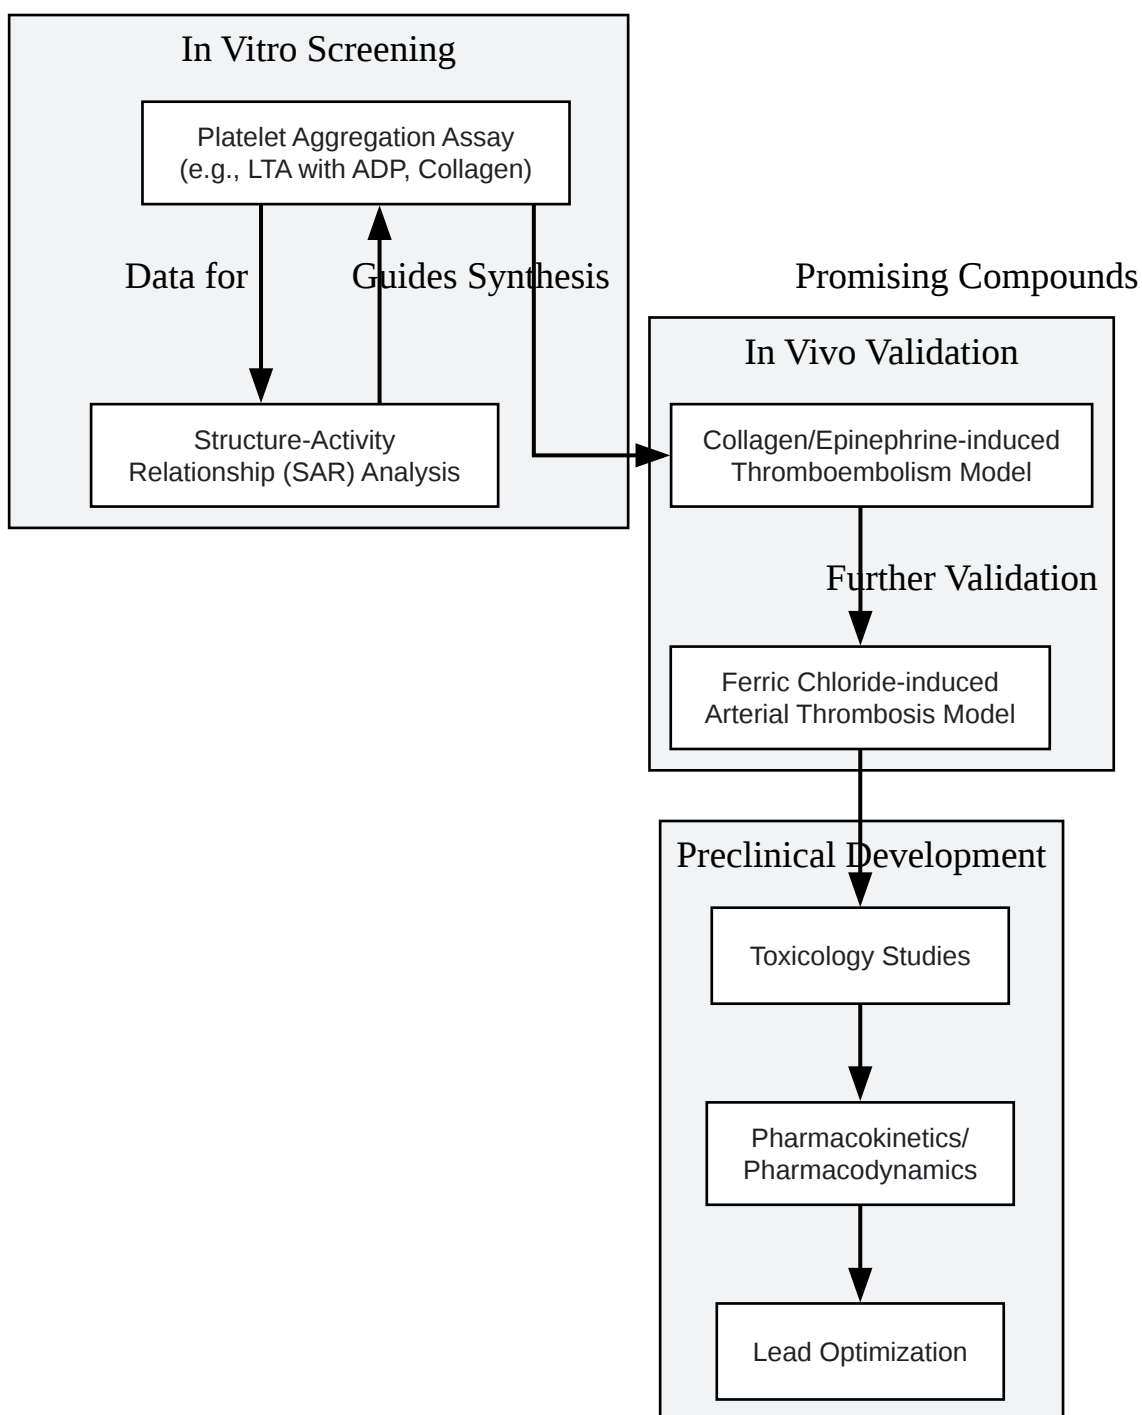 In Vitro Screening
Platelet Aggregation Assay
(e.g., LTA with ADP, Collagen)
Data for
Guides Synthesis
Promising Compounds
Structure-Activity
Relationship (SAR) Analysis
In Vivo Validation
Collagen/Epinephrine-induced
Thromboembolism Model
Further Validation
Ferric Chloride-induced
Arterial Thrombosis Model
Preclinical Development
Toxicology Studies
Pharmacokinetics/
Pharmacodynamics
Lead Optimization